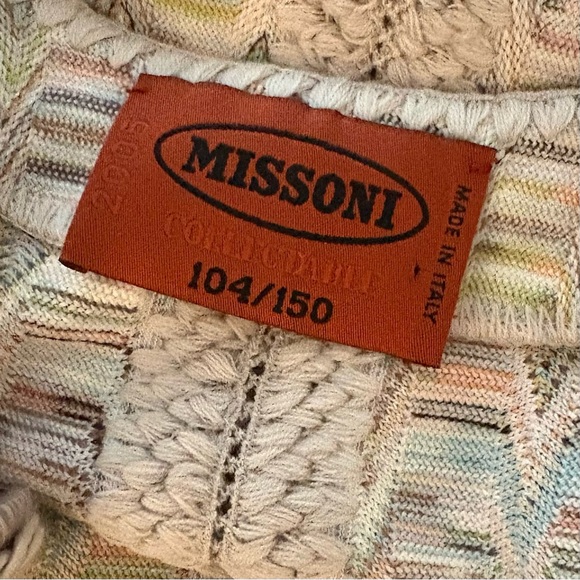 2005
MISSONI
COLLECTABLE
104/150
MADE IN ITALY